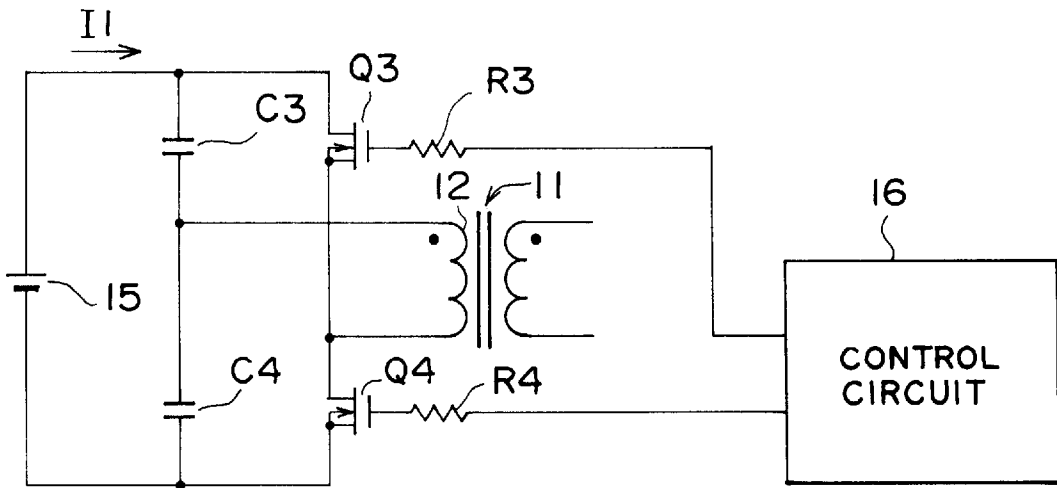 I1
Q3
R3
C3
12
11
16
15
C4
Q4
R4
CONTROL
CIRCUIT